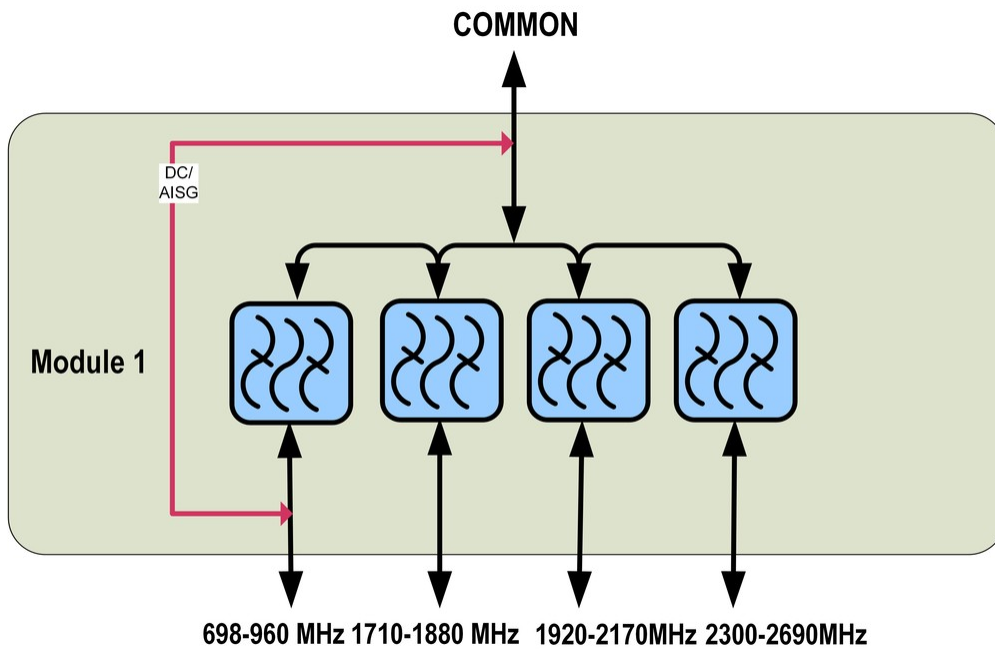 COMMON
DC/
AISG
Module 1
698-960 MHz 1710-1880 MHz 1920-2170MHz 2300-2690MHz